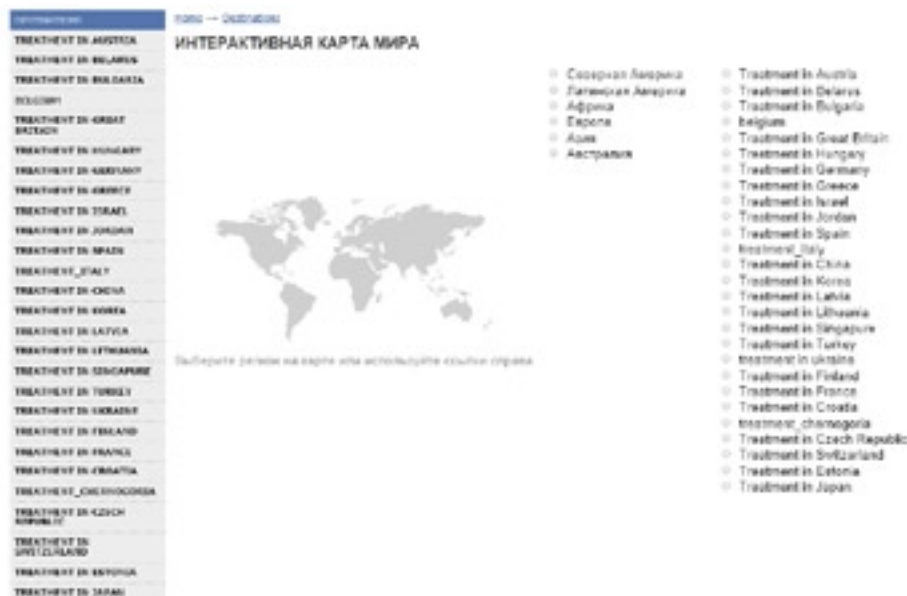 DESTINATIONS
TREATMENT IN AUSTRIA
TREATMENT IN BELARUS
TREATMENT IN BULGARIA
BELGIUM
TREATMENT IN GREAT
BRITAIN
TREATMENT IN HUNGARY
TREATMENT IN GERMANY
TREATMENT IN GREECE
TREATMENT IN ISRAEL
TREATMENT IN JORDAN
TREATMENT IN SPAIN
TREATMENT_ITALY
TREATMENT IN CHINA
TREATMENT IN KOREA
TREATMENT IN LATVIA
TREATMENT IN LITHUANIA
TREATMENT IN SINGAPURE
TREATMENT IN TURKEY
TREATMENT IN UKRAINE
TREATMENT IN FINLAND
TREATMENT IN FRANCE
TREATMENT IN CROATIA
TREATMENT_CHERNOGORIA
TREATMENT IN CZECH
REPUBLIC
TREATMENT IN
SWITZERLAND
TREATMENT IN ESTONIA
TREATMENT IN JAPAN
Home → Destinations
ИНТЕРАКТИВНАЯ КАРТА МИРА
Выберите регион на карте или используйте ссылки справа
Северная Америка
Латинская Америка
Африка
Европа
Азия
Австралия
Treatment in Austria
Treatment in Belarus
Treatment in Bulgaria
belgium
Treatment in Great Britain
Treatment in Hungary
Treatment in Germany
Treatment in Greece
Treatment in Israel
Treatment in Jordan
Treatment in Spain
treatment_Italy
Treatment in China
Treatment in Korea
Treatment in Latvia
Treatment in Lithuania
Treatment in Singapure
Treatment in Turkey
treatment in ukraine
Treatment in Finland
Treatment in France
Treatment in Croatia
treatment_chernogoria
Treatment in Czech Republic
Treatment in Switzerland
Treatment in Estonia
Treatment in Japan